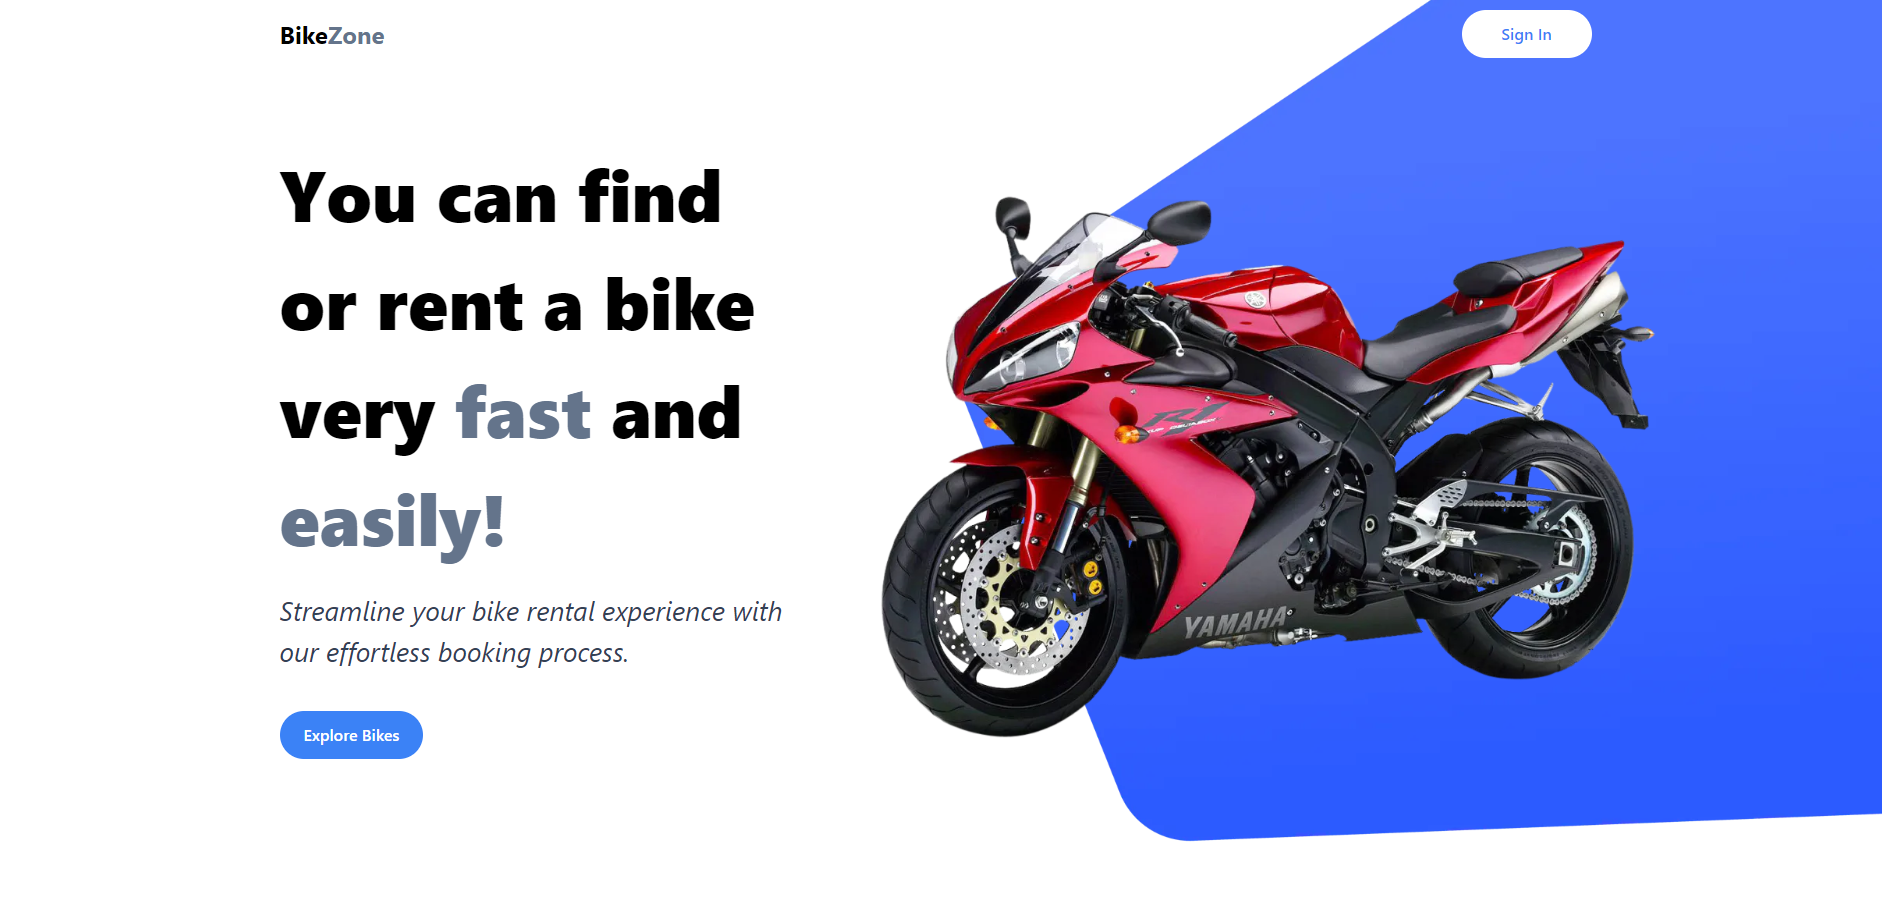 BikeZone
Sign In
You can find
or rent a bike
very fast and
easily!
Streamline your bike rental experience with
our effortless booking process.
Explore Bikes
R1
YAMAHA